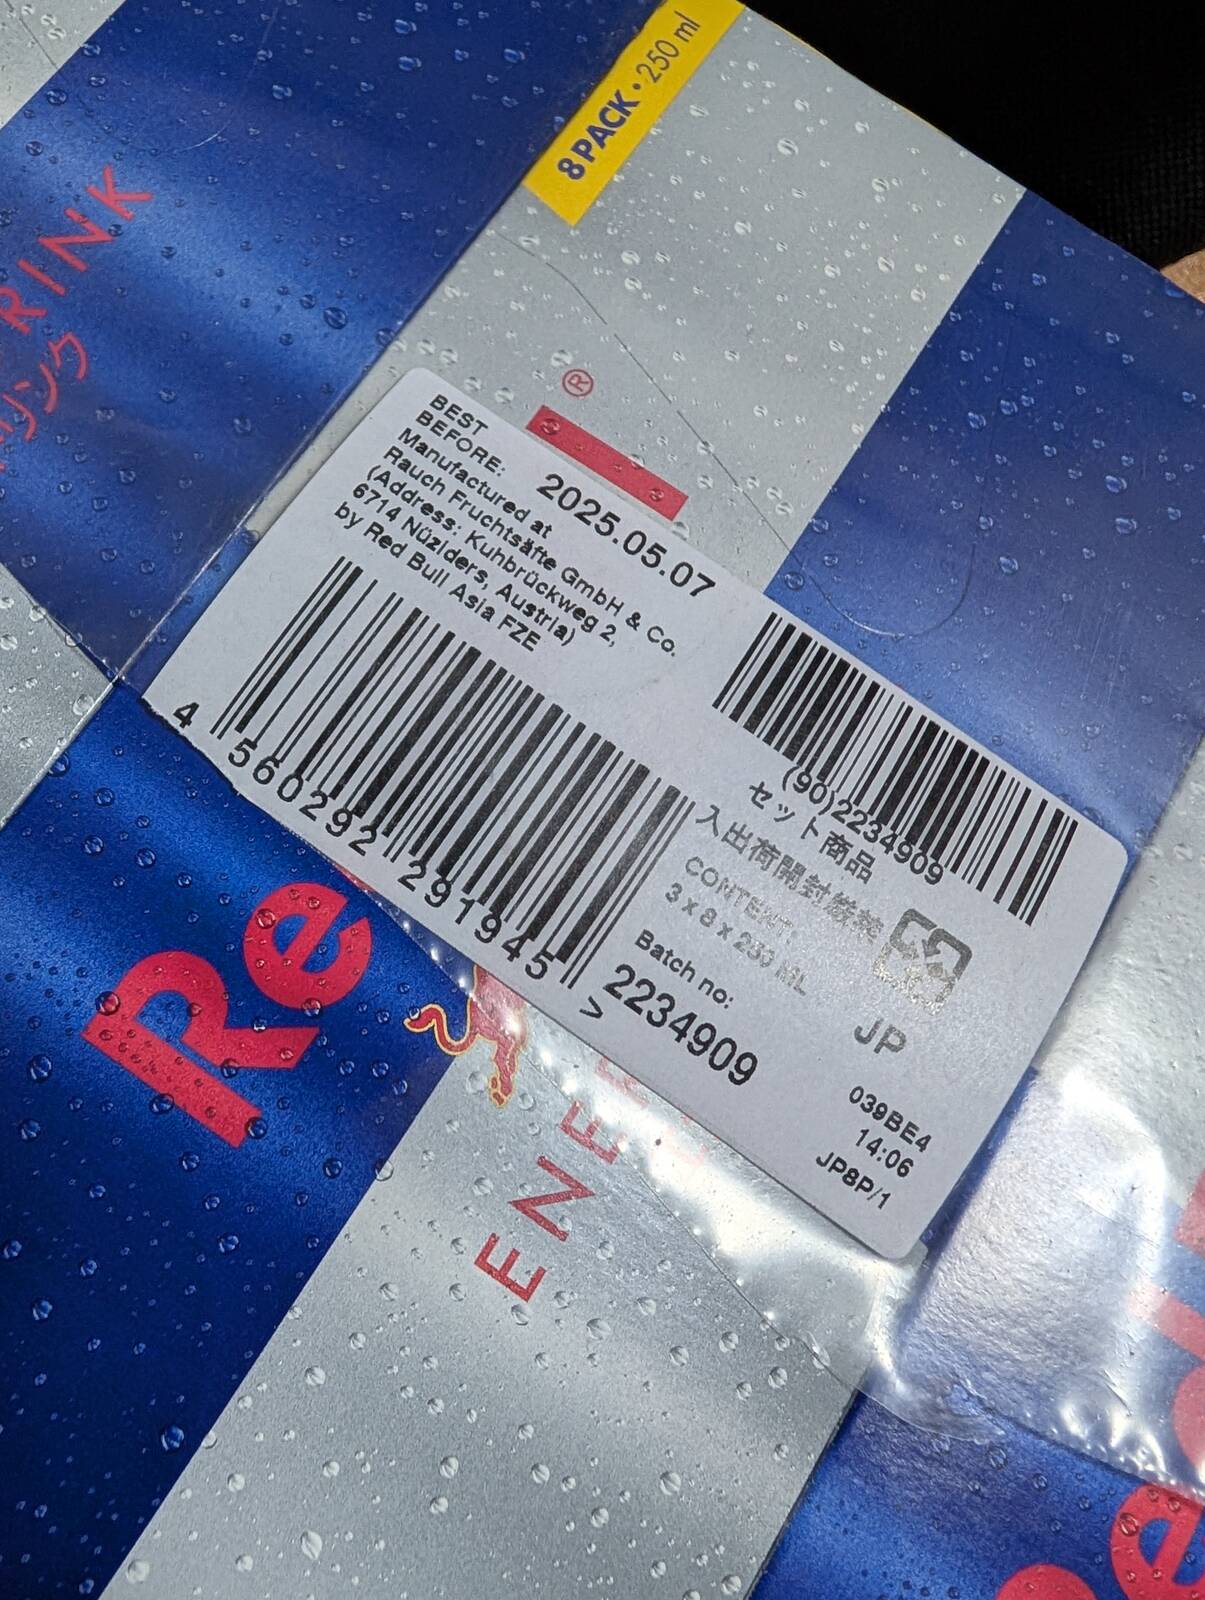 8 PACK • 250 ml
RINK
リンク
®
BEST
BEFORE: 2025.05.07
Manufactured at
Rauch Fruchtsäfte GmbH & Co.
(Address: Kuhbrückweg 2,
6714 Nüziders, Austria)
by Red Bull Asia FZE
4 560292 291945 >
(90)2234909
セット商品
入出荷開封
CONTENT:
3 x 8 x 250 ML
Batch no:
2234909
JP
039BE4
14:06
JP8P/1
Re
ENER
Re